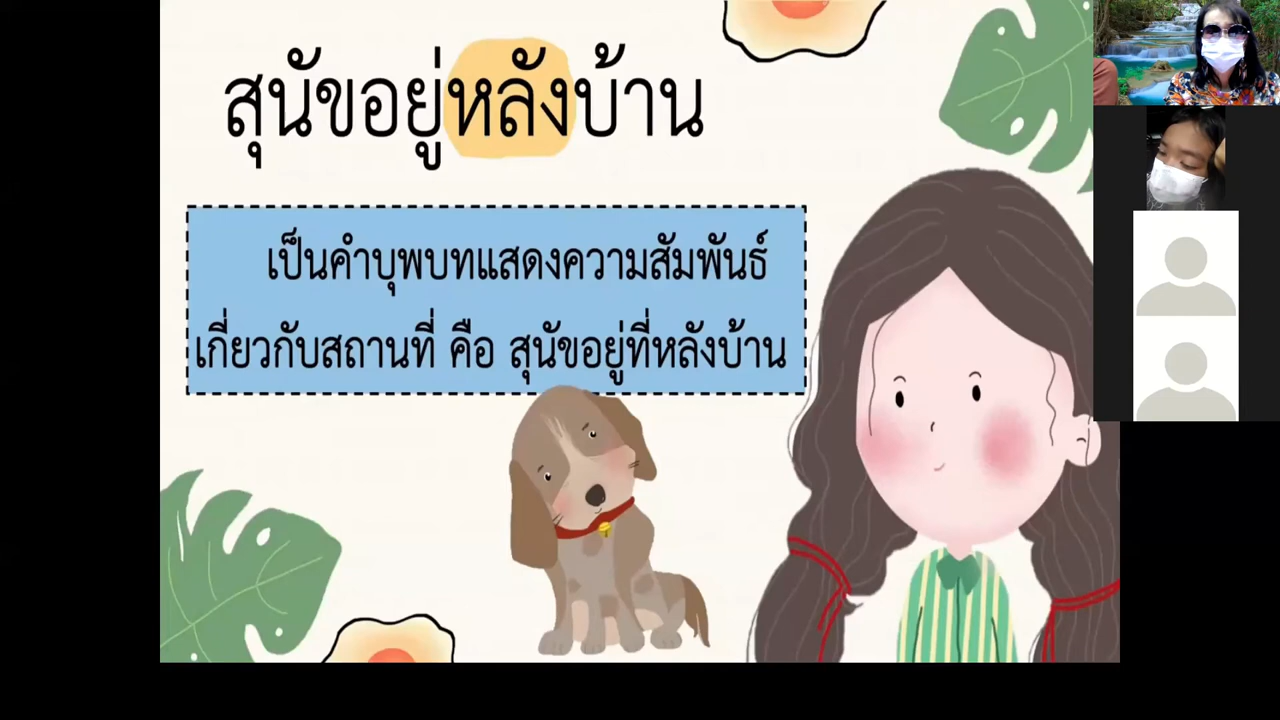 สุนัขอยู่หลังบ้าน
เป็นคำบุพบทแสดงความสัมพันธ์
เกี่ยวกับสถานที่ คือ สุนัขอยู่ที่หลังบ้าน